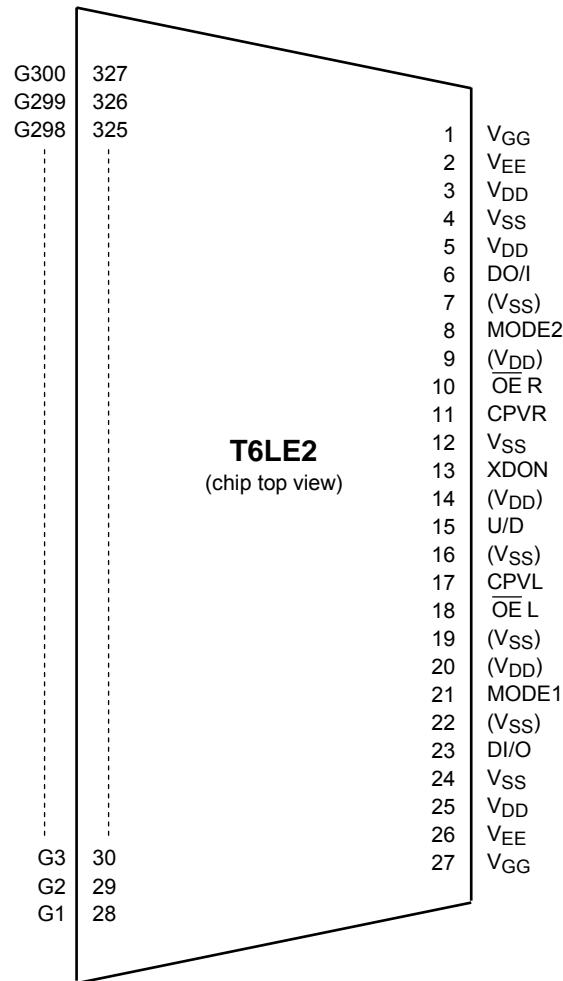 G300 327
G299 326
G298 325
1 VGG
2 VEE
3 VDD
4 VSS
5 VDD
6 DO/I
7 (VSS)
8 MODE2
9 (VDD)
10 O̅E̅ R
11 CPVR
T6LE2
12 VSS
(chip top view)
13 XDON
14 (VDD)
15 U/D
16 (VSS)
17 CPVL
18 O̅E̅ L
19 (VSS)
20 (VDD)
21 MODE1
22 (VSS)
23 DI/O
24 VSS
25 VDD
26 VEE
27 VGG
G3 30
G2 29
G1 28